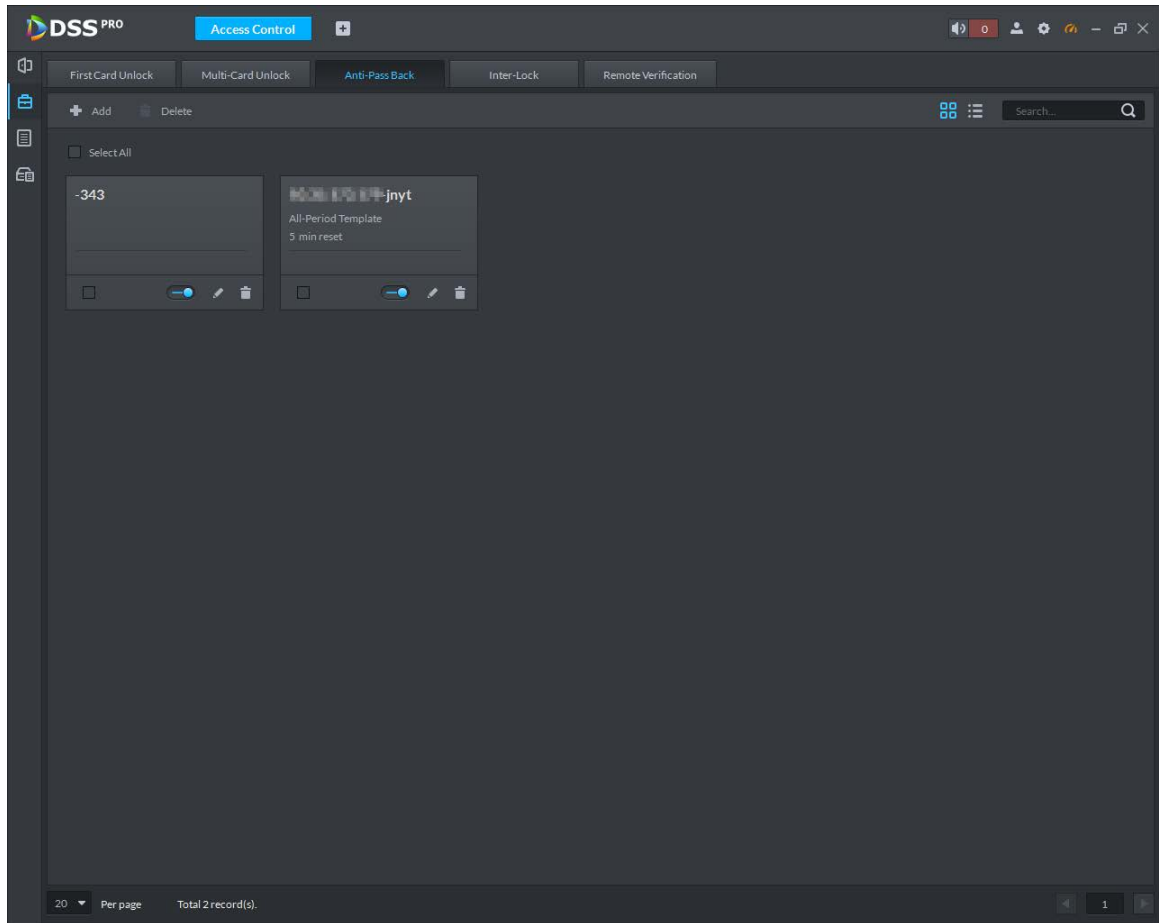 DSS PRO Access Control 0
First Card Unlock Multi-Card Unlock Anti-Pass Back Inter-Lock Remote Verification
Add Delete Search...
Select All
-343 -jnyt
All-Period Template
5 min reset
20 Per page Total 2 record(s). 1